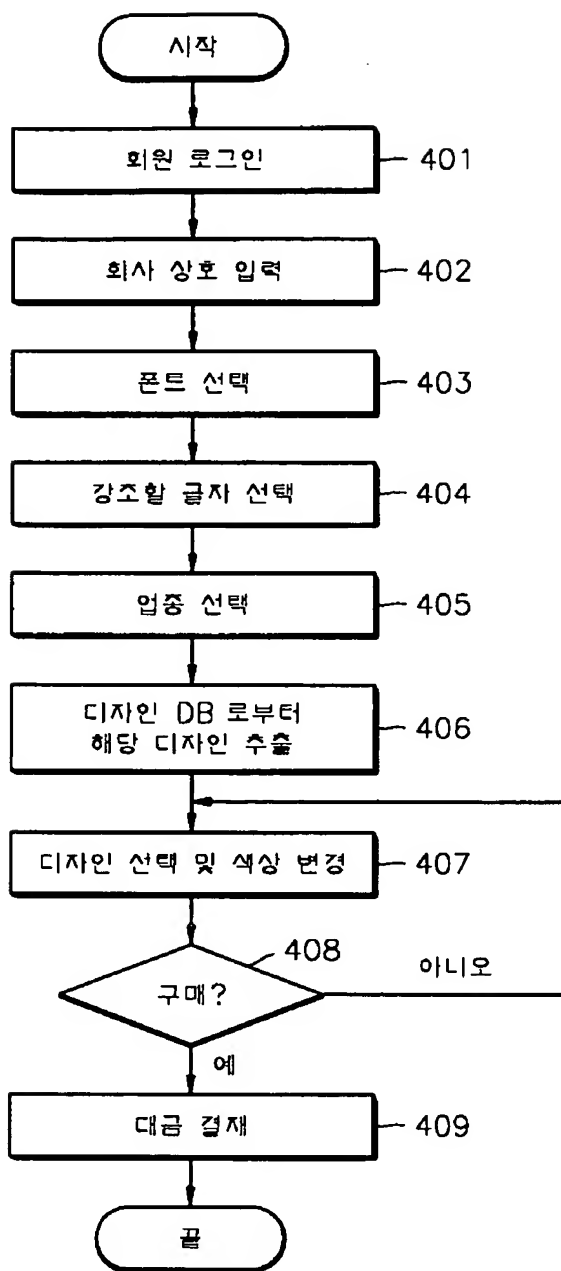 시작
회원 로그인 401
회사 상호 입력 402
폰트 선택 403
강조할 글자 선택 404
업종 선택 405
디자인 DB 로부터
해당 디자인 추출 406
디자인 선택 및 색상 변경 407
408
구매? 아니오
예
대금 결재 409
끝